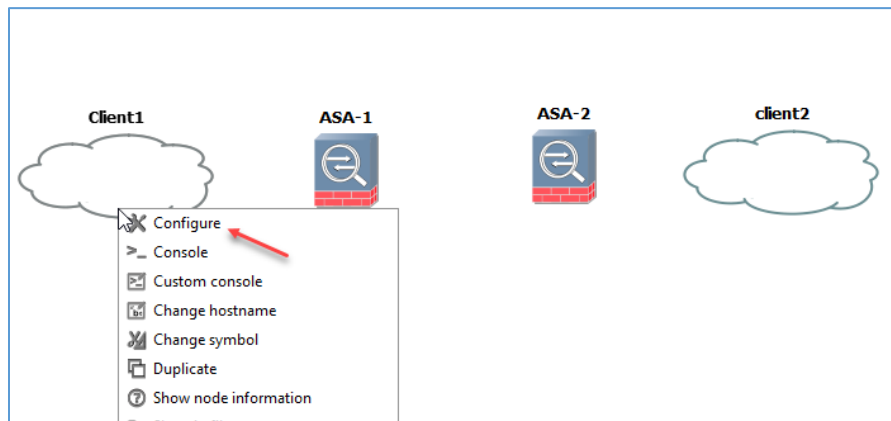 Client1
ASA-1
ASA-2
client2
Configure
>_ Console
Custom console
Change hostname
Change symbol
Duplicate
Show node information